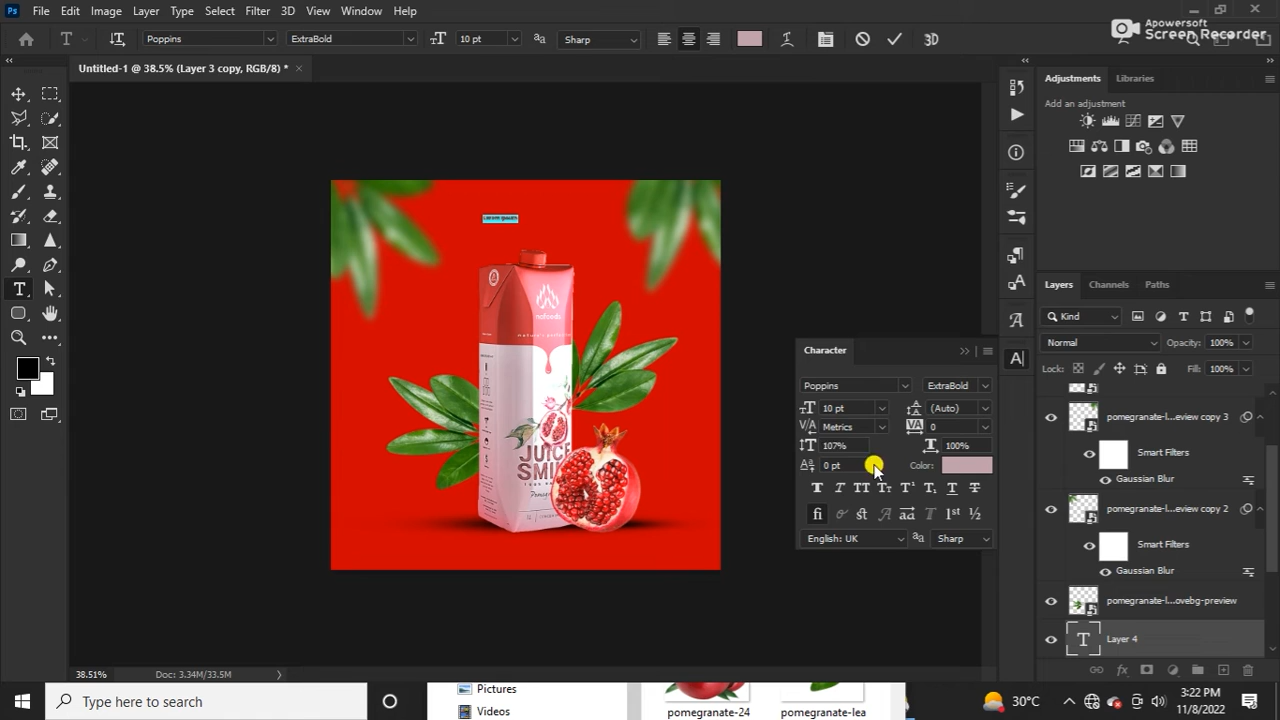 Ps File Edit Image Layer Type Select Filter 3D View Window Help
Apowersoft
Screen Recorder
T Poppins ExtraBold 10 pt Sharp 3D
Untitled-1 @ 38.5% (Layer 3 copy, RGB/8) *
Adjustments Libraries
Add an adjustment
Lorem Ipsum
Layers Channels Paths
Kind
Normal Opacity: 100%
Lock: Fill: 100%
nofoods
Character
Poppins ExtraBold
10 pt (Auto)
Metrics 0
107% 100%
0 pt Color:
English: UK Sharp
JUICE
pomegranate-l...eview copy 3
Smart Filters
Gaussian Blur
pomegranate-l...eview copy 2
Smart Filters
Gaussian Blur
pomegranate-l...ovebg-preview
T Layer 4
38.51% Doc: 3.34M/33.5M
Type here to search
Pictures
Videos
pomegranate-24
pomegranate-lea
30°C
3:22 PM
11/8/2022